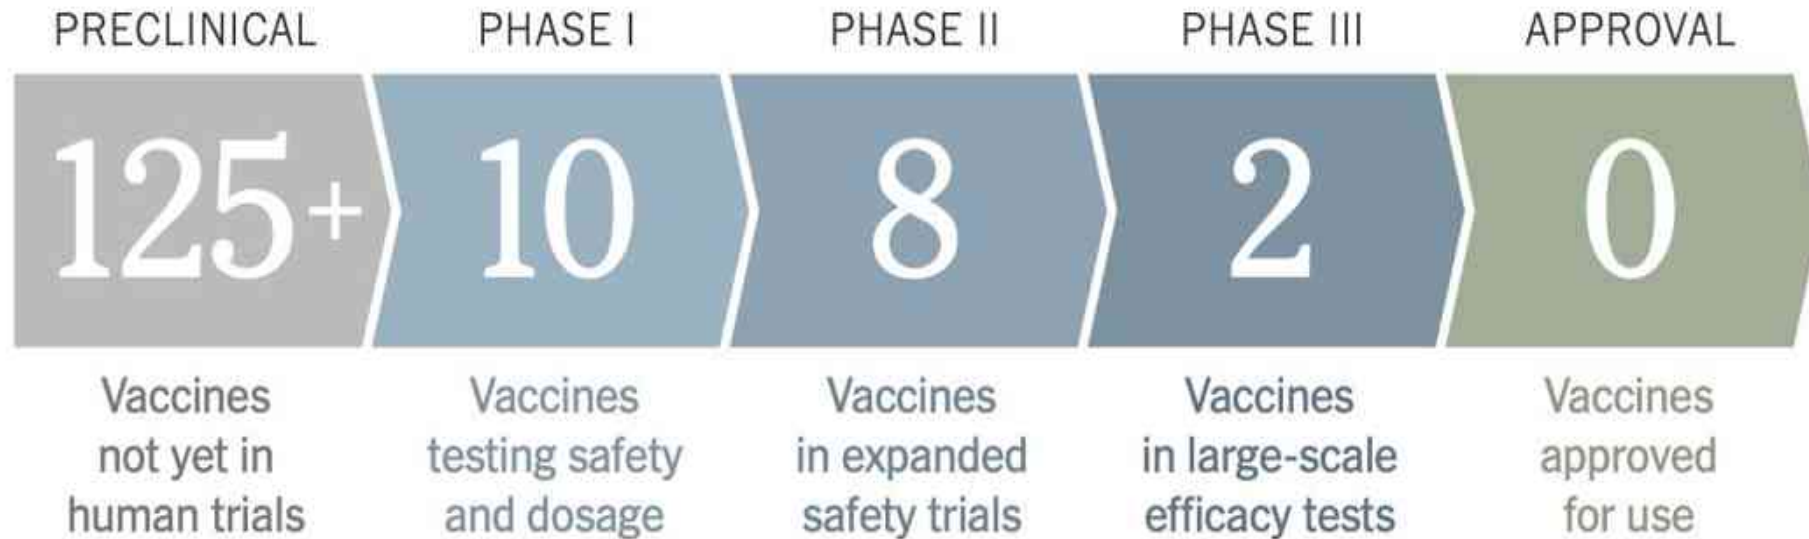 PRECLINICAL PHASE I PHASE II PHASE III APPROVAL
125+ 10 8 2 0
Vaccines
not yet in
human trials
Vaccines
testing safety
and dosage
Vaccines
in expanded
safety trials
Vaccines
in large-scale
efficacy tests
Vaccines
approved
for use